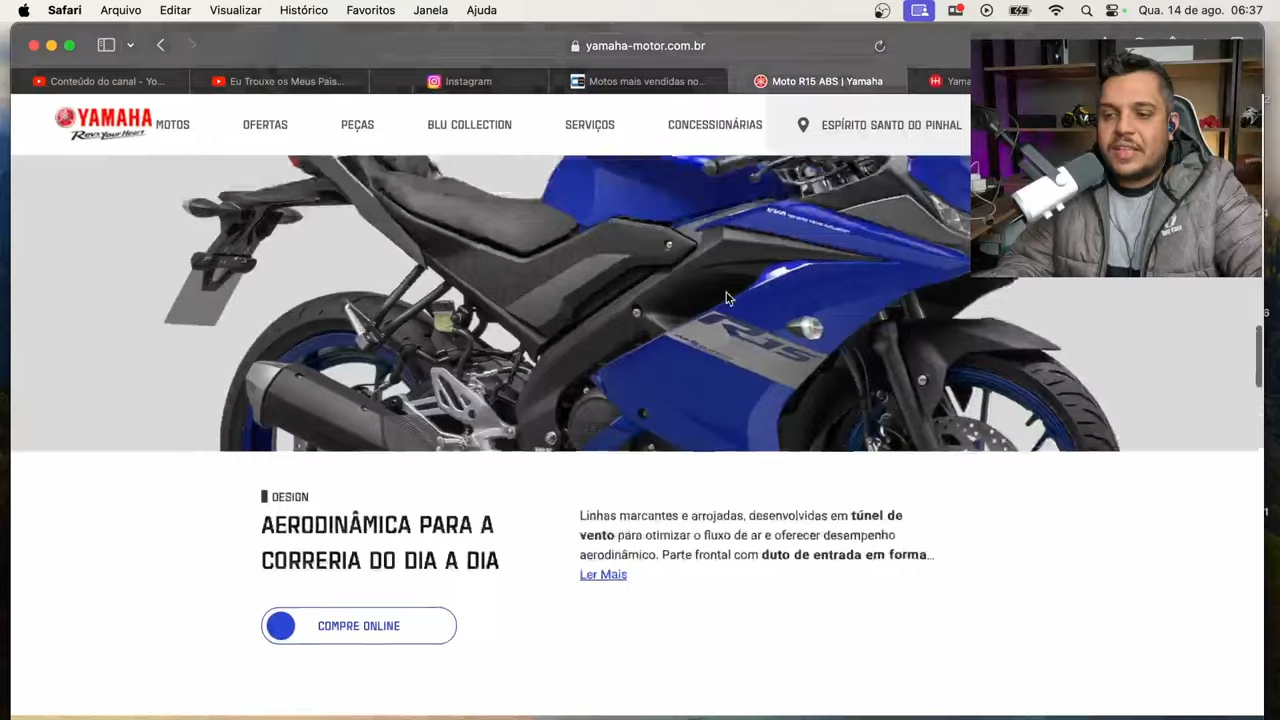 Safari Arquivo Editar Visualizar Histórico Favoritos Janela Ajuda Qua. 14 de ago. 06:37
yamaha-motor.com.br
Conteúdo do canal - Yo... Eu Trouxe os Meus Pais... Instagram Motos mais vendidas no... Moto R15 ABS | Yamaha Yama
YAMAHA
Revs Your Heart
MOTOS OFERTAS PEÇAS BLU COLLECTION SERVIÇOS CONCESSIONÁRIAS ESPÍRITO SANTO DO PINHAL
R15
DESIGN
AERODINÂMICA PARA A
CORRERIA DO DIA A DIA
Linhas marcantes e arrojadas, desenvolvidas em túnel de
vento para otimizar o fluxo de ar e oferecer desempenho
aerodinâmico. Parte frontal com duto de entrada em forma...
Ler Mais
COMPRE ONLINE